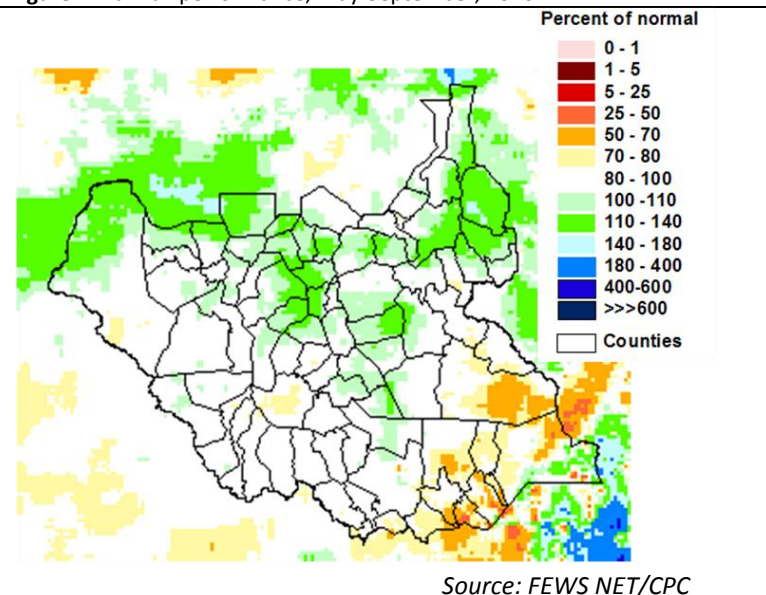 Percent of normal
0 - 1
1 - 5
5 - 25
25 - 50
50 - 70
70 - 80
80 - 100
100 -110
110 - 140
140 - 180
180 - 400
400-600
>>>600
Counties
Source: FEWS NET/CPC